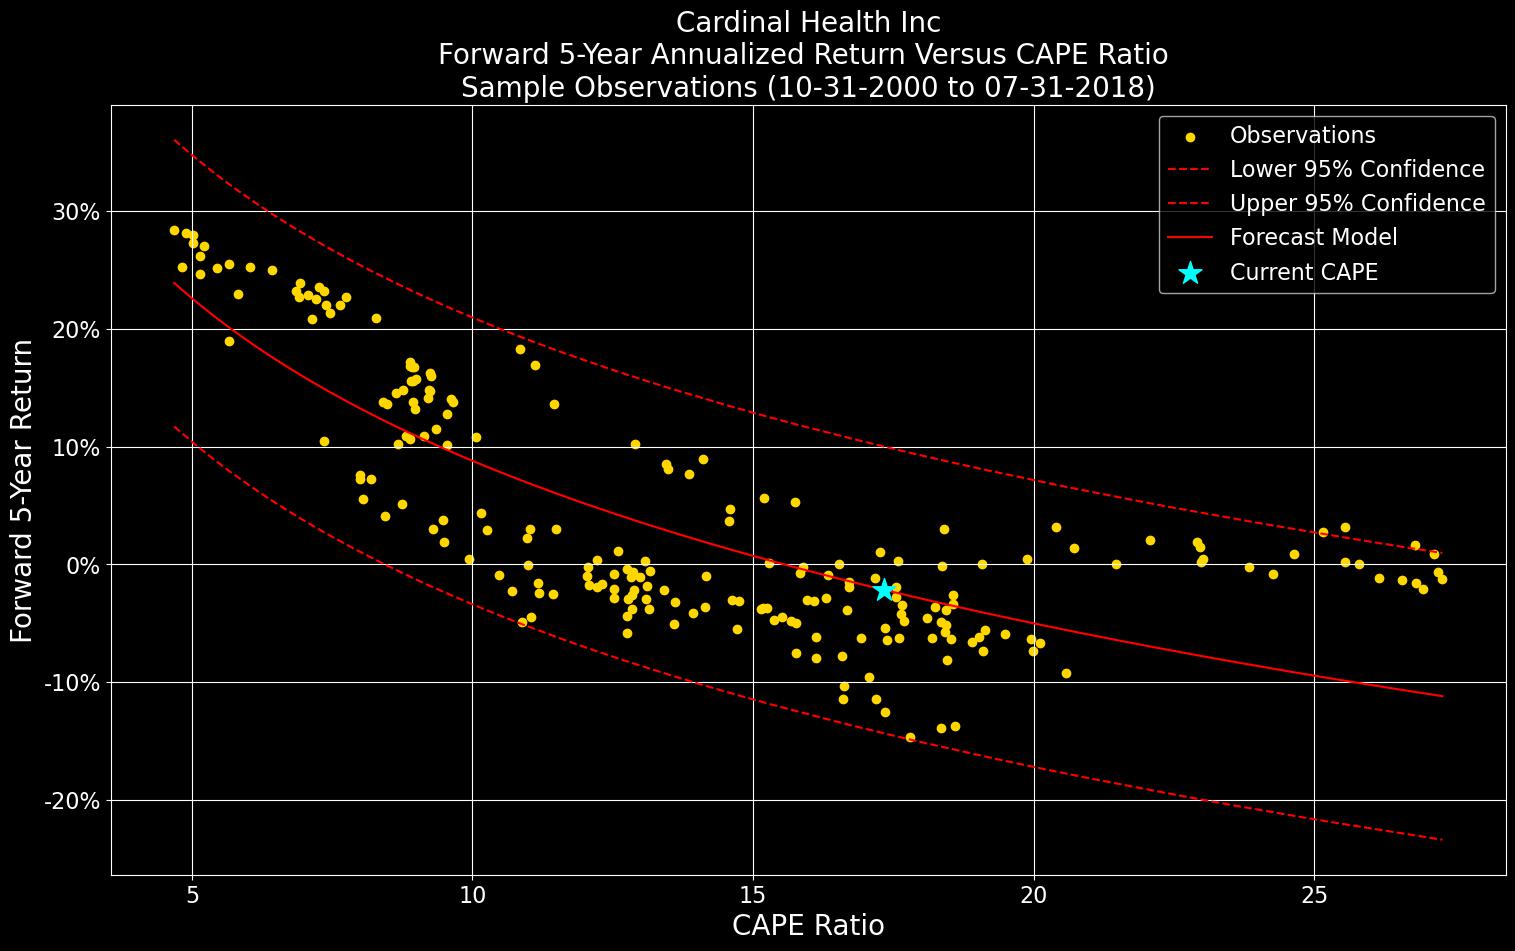 Cardinal Health Inc
Forward 5-Year Annualized Return Versus CAPE Ratio
Sample Observations (10-31-2000 to 07-31-2018)
Observations
Lower 95% Confidence
Upper 95% Confidence
Forecast Model
Current CAPE
Forward 5-Year Return
30%
20%
10%
0%
-10%
-20%
5
10
15
20
25
CAPE Ratio